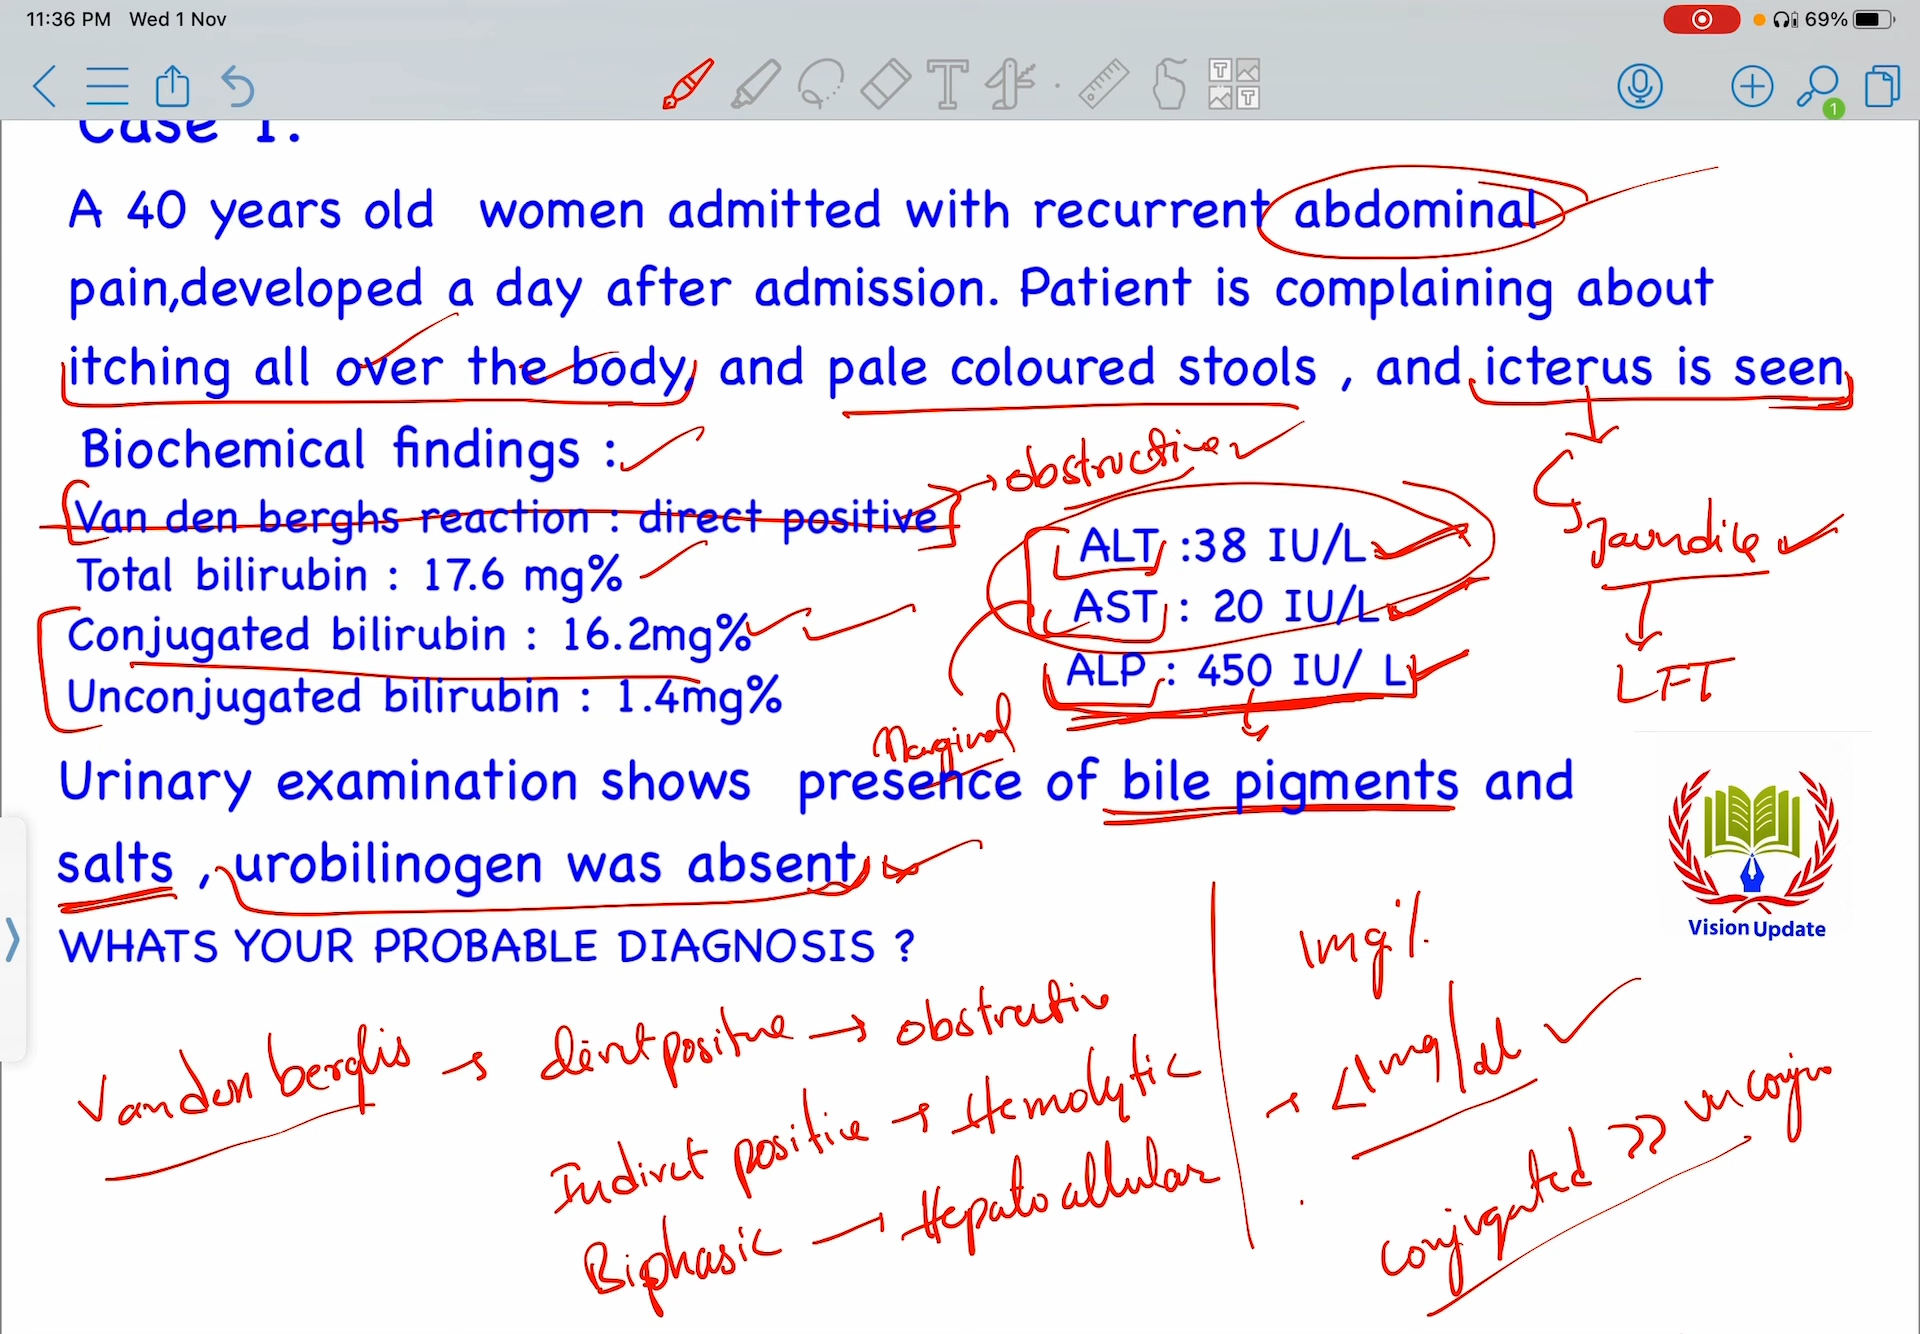 11:36 PM Wed 1 Nov
69%
1
Case 1:
A 40 years old women admitted with recurrent abdominal
pain,developed a day after admission. Patient is complaining about
itching all over the body, and pale coloured stools , and icterus is seen
Biochemical findings :
obstructive
Van den berghs reaction : direct positive
ALT :38 IU/L
Jaundice
Total bilirubin : 17.6 mg%
AST : 20 IU/L
Conjugated bilirubin : 16.2mg%
ALP : 450 IU/ L
LFT
Unconjugated bilirubin : 1.4mg%
Marginal
Urinary examination shows presence of bile pigments and
salts , urobilinogen was absent
WHATS YOUR PROBABLE DIAGNOSIS ?
Vision Update
1mg%
Vanden berghs → direct positive → obstructive
<1mg/dl
Indirect positive → Hemolytic
Conjugated >> unconju
Biphasic → Hepatocellular